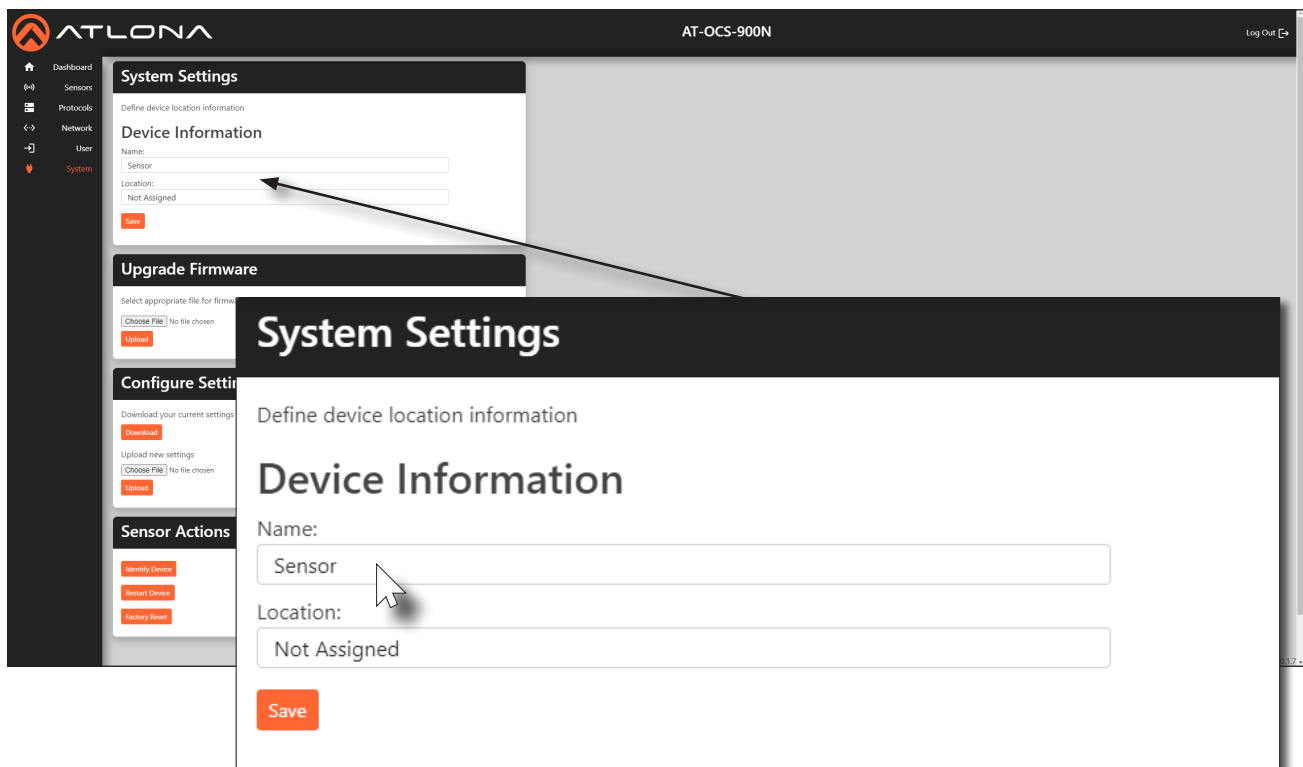 ATLONA
AT-OCS-900N
Log Out
Dashboard
Sensors
Protocols
Network
User
System
System Settings
Define device location information
Device Information
Name:
Sensor
Location:
Not Assigned
Save
Upgrade Firmware
Select appropriate file for
Choose File No file chosen
Upload
Configure
Download your current settings
Download
Upload new settings
Choose File No file chosen
Upload
Sensor Actions
Identify Device
Restart Device
Factory Reset
System Settings
Define device location information
Device Information
Name:
Sensor
Location:
Not Assigned
Save